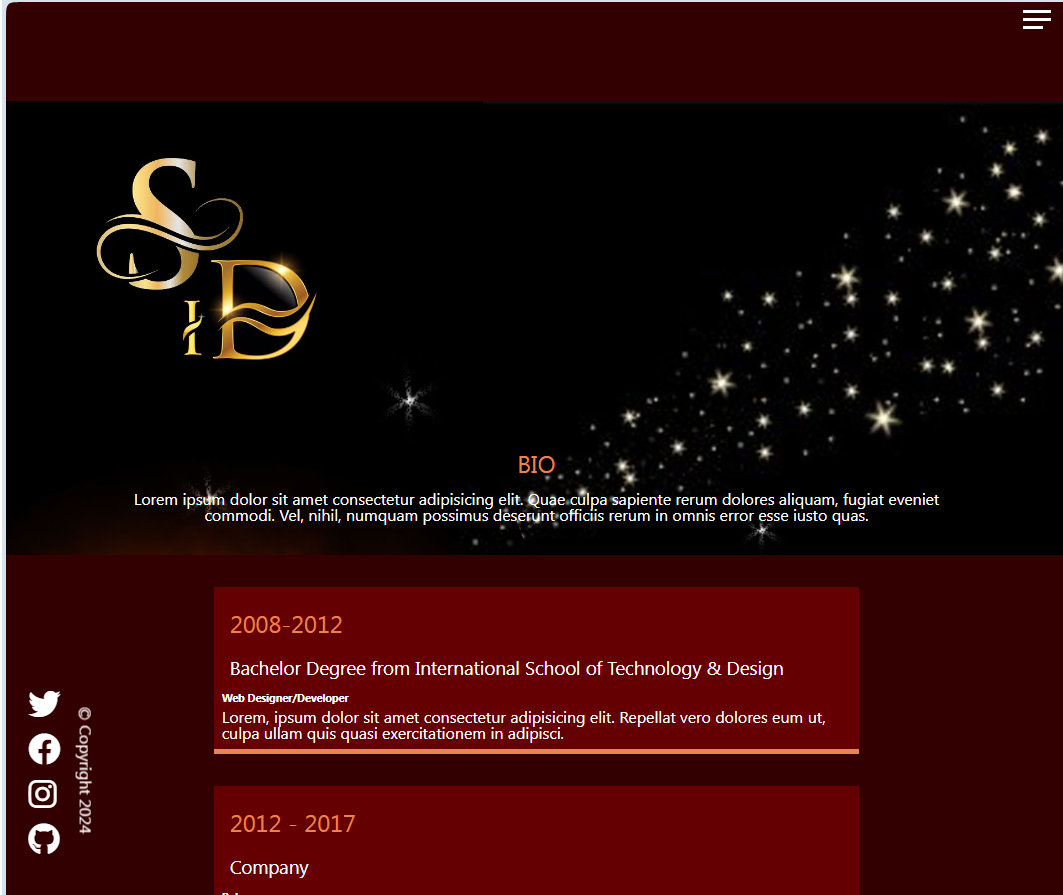 S
ID
BIO
Lorem ipsum dolor sit amet consectetur adipisicing elit. Quae culpa sapiente rerum dolores aliquam, fugiat eveniet
commodi. Vel, nihil, numquam possimus deserunt officiis rerum in omnis error esse iusto quas.
2008-2012
Bachelor Degree from International School of Technology & Design
Web Designer/Developer
Lorem, ipsum dolor sit amet consectetur adipisicing elit. Repellat vero dolores eum ut,
culpa ullam quis quasi exercitationem in adipisci.
© Copyright 2024
2012 - 2017
Company